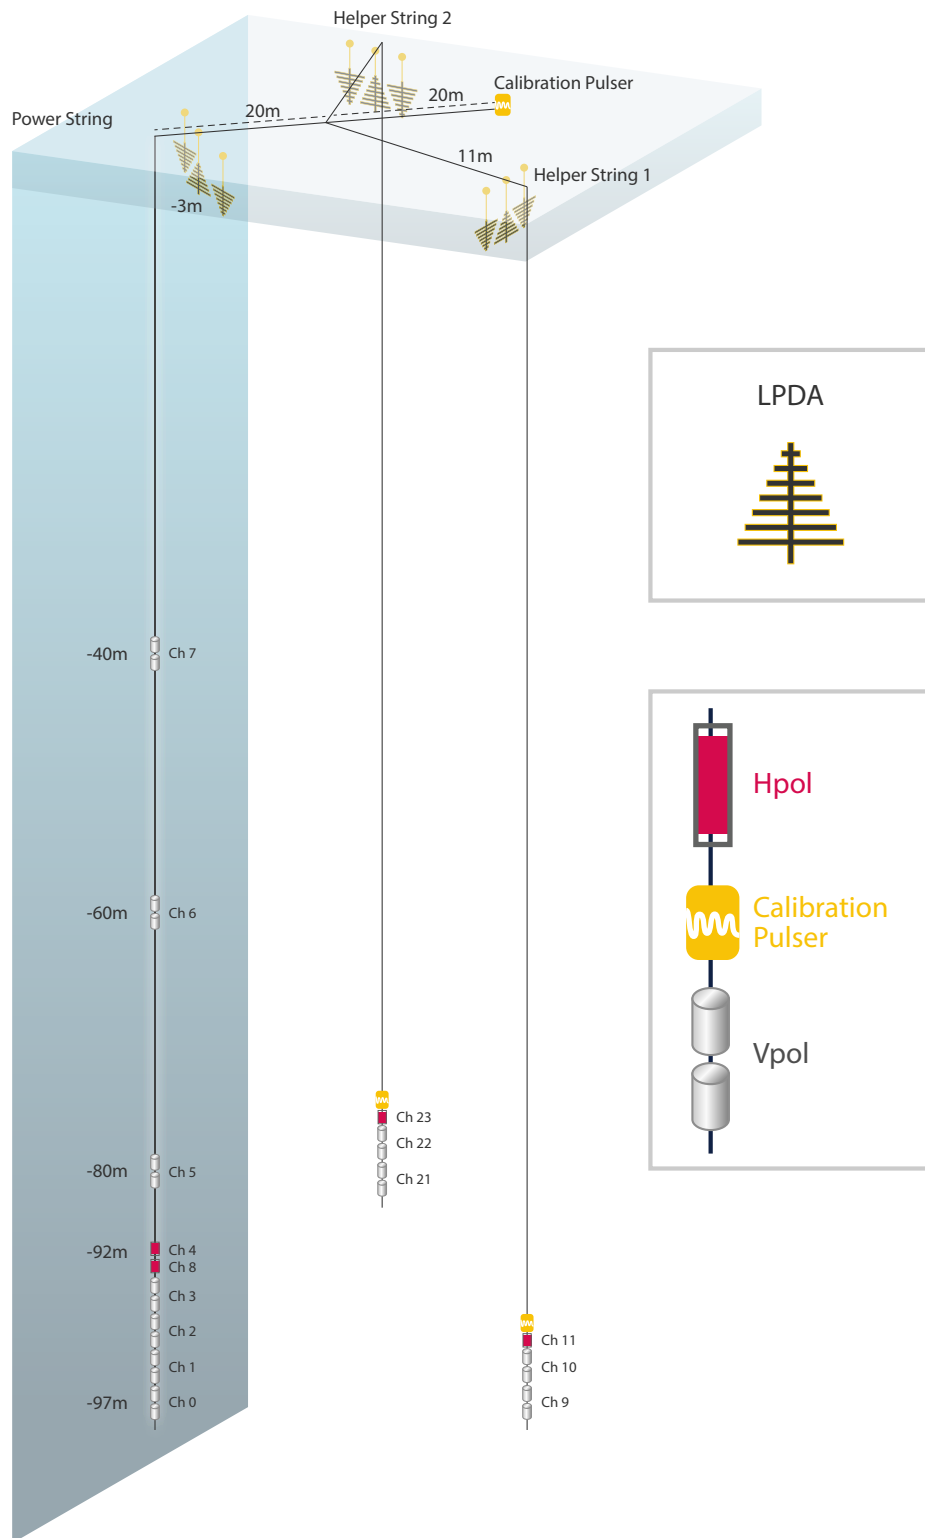 Helper String 2
Calibration Pulser
20m
20m
Power String
11m
Helper String 1
-3m
LPDA
-40m
Ch 7
Hpol
-60m
Ch 6
Calibration
Pulser
Vpol
Ch 23
Ch 22
-80m
Ch 5
Ch 21
-92m
Ch 4
Ch 8
Ch 3
Ch 2
Ch 11
Ch 1
Ch 10
-97m
Ch 0
Ch 9